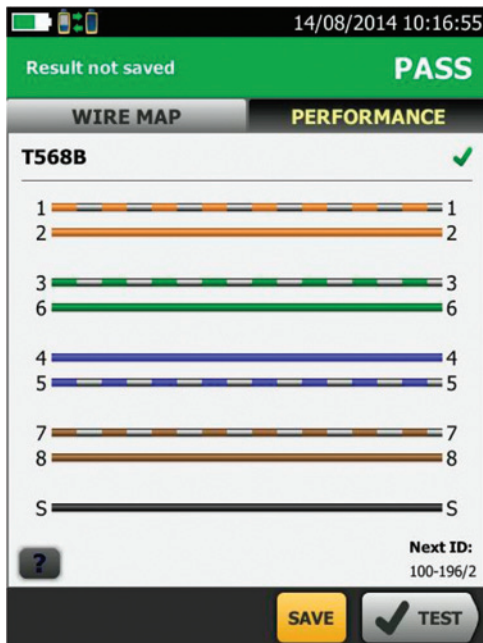 14/08/2014 10:16:55
Result not saved PASS
WIRE MAP PERFORMANCE
T568B
1 1
2 2
3 3
6 6
4 4
5 5
7 7
8 8
S S
?
Next ID:
100-196/2
SAVE TEST